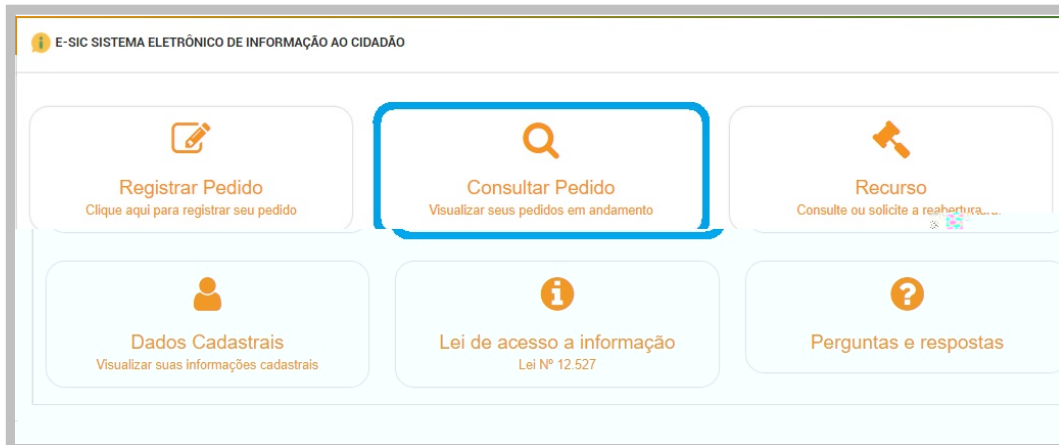 E-SIC SISTEMA ELETRÔNICO DE INFORMAÇÃO AO CIDADÃO
Registrar Pedido
Clique aqui para registrar seu pedido
Consultar Pedido
Visualizar seus pedidos em andamento
Recurso
Consulte ou solicite a reabertura
Dados Cadastrais
Visualizar suas informações cadastrais
Lei de acesso a informação
Lei Nº 12.527
Perguntas e respostas